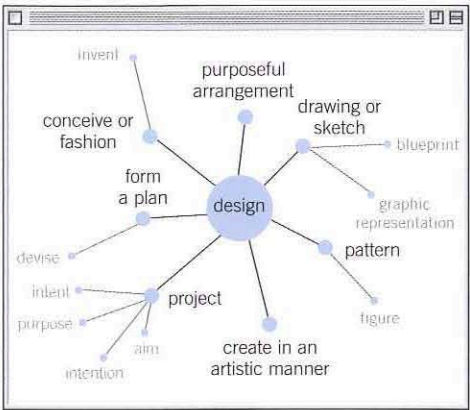 invent
purposeful
arrangement
drawing or
sketch
conceive or
fashion
blueprint
form
a plan
design
graphic
representation
pattern
devise
intent
project
purpose
figure
aim
create in an
artistic manner
intention